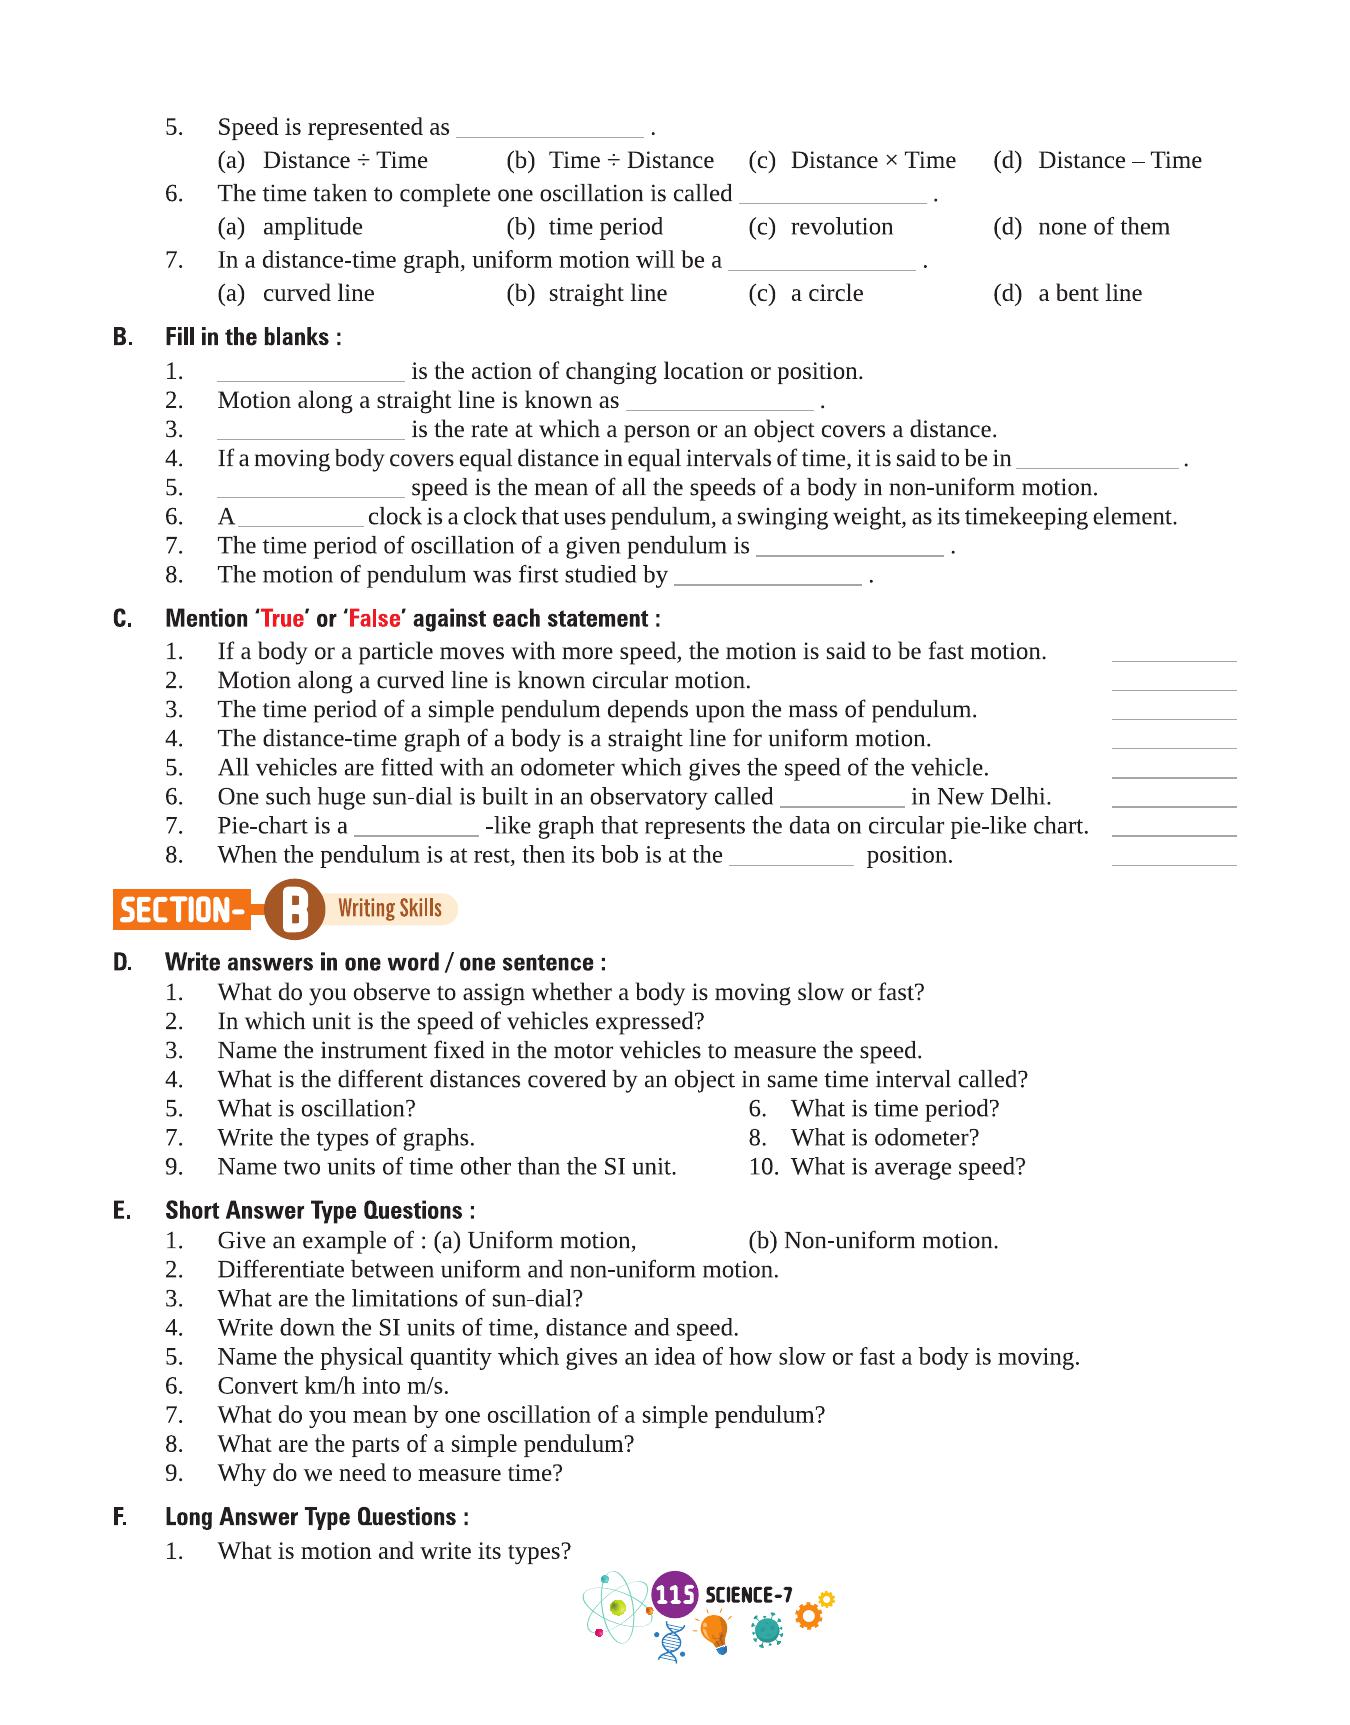 5. Speed is represented as _______________ .
(a) Distance ÷ Time (b) Time ÷ Distance (c) Distance × Time (d) Distance – Time
6. The time taken to complete one oscillation is called _______________ .
(a) amplitude (b) time period (c) revolution (d) none of them
7. In a distance-time graph, uniform motion will be a _______________ .
(a) curved line (b) straight line (c) a circle (d) a bent line
B. Fill in the blanks :
1. _______________ is the action of changing location or position.
2. Motion along a straight line is known as _______________ .
3. _______________ is the rate at which a person or an object covers a distance.
4. If a moving body covers equal distance in equal intervals of time, it is said to be in _____________ .
5. _______________ speed is the mean of all the speeds of a body in non-uniform motion.
6. A __________ clock is a clock that uses pendulum, a swinging weight, as its timekeeping element.
7. The time period of oscillation of a given pendulum is _______________ .
8. The motion of pendulum was first studied by _______________ .
C. Mention ‘True’ or ‘False’ against each statement :
1. If a body or a particle moves with more speed, the motion is said to be fast motion. __________
2. Motion along a curved line is known circular motion. __________
3. The time period of a simple pendulum depends upon the mass of pendulum. __________
4. The distance-time graph of a body is a straight line for uniform motion. __________
5. All vehicles are fitted with an odometer which gives the speed of the vehicle. __________
6. One such huge sun-dial is built in an observatory called __________ in New Delhi. __________
7. Pie-chart is a __________ -like graph that represents the data on circular pie-like chart. __________
8. When the pendulum is at rest, then its bob is at the __________ position. __________
SECTION- B Writing Skills
D. Write answers in one word / one sentence :
1. What do you observe to assign whether a body is moving slow or fast?
2. In which unit is the speed of vehicles expressed?
3. Name the instrument fixed in the motor vehicles to measure the speed.
4. What is the different distances covered by an object in same time interval called?
5. What is oscillation? 6. What is time period?
7. Write the types of graphs. 8. What is odometer?
9. Name two units of time other than the SI unit. 10. What is average speed?
E. Short Answer Type Questions :
1. Give an example of : (a) Uniform motion, (b) Non-uniform motion.
2. Differentiate between uniform and non-uniform motion.
3. What are the limitations of sun-dial?
4. Write down the SI units of time, distance and speed.
5. Name the physical quantity which gives an idea of how slow or fast a body is moving.
6. Convert km/h into m/s.
7. What do you mean by one oscillation of a simple pendulum?
8. What are the parts of a simple pendulum?
9. Why do we need to measure time?
F. Long Answer Type Questions :
1. What is motion and write its types?
115 SCIENCE-7